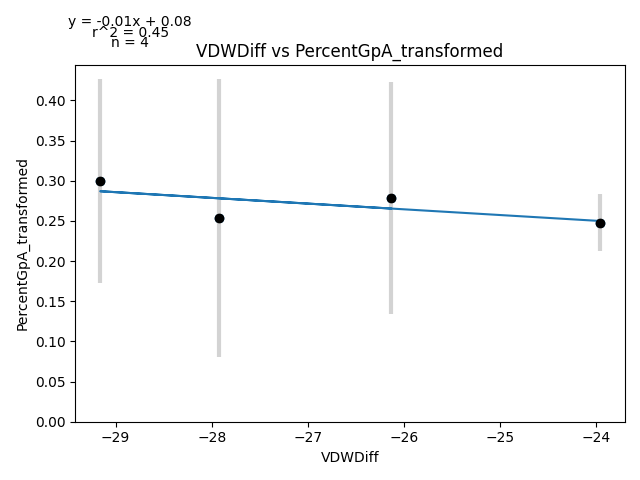 y = -0.01x + 0.08
r^2 = 0.45
n = 4
VDWDiff vs PercentGpA_transformed
PercentGpA_transformed
0.40
0.35
0.30
0.25
0.20
0.15
0.10
0.05
0.00
−29 −28 −27 −26 −25 −24
VDWDiff